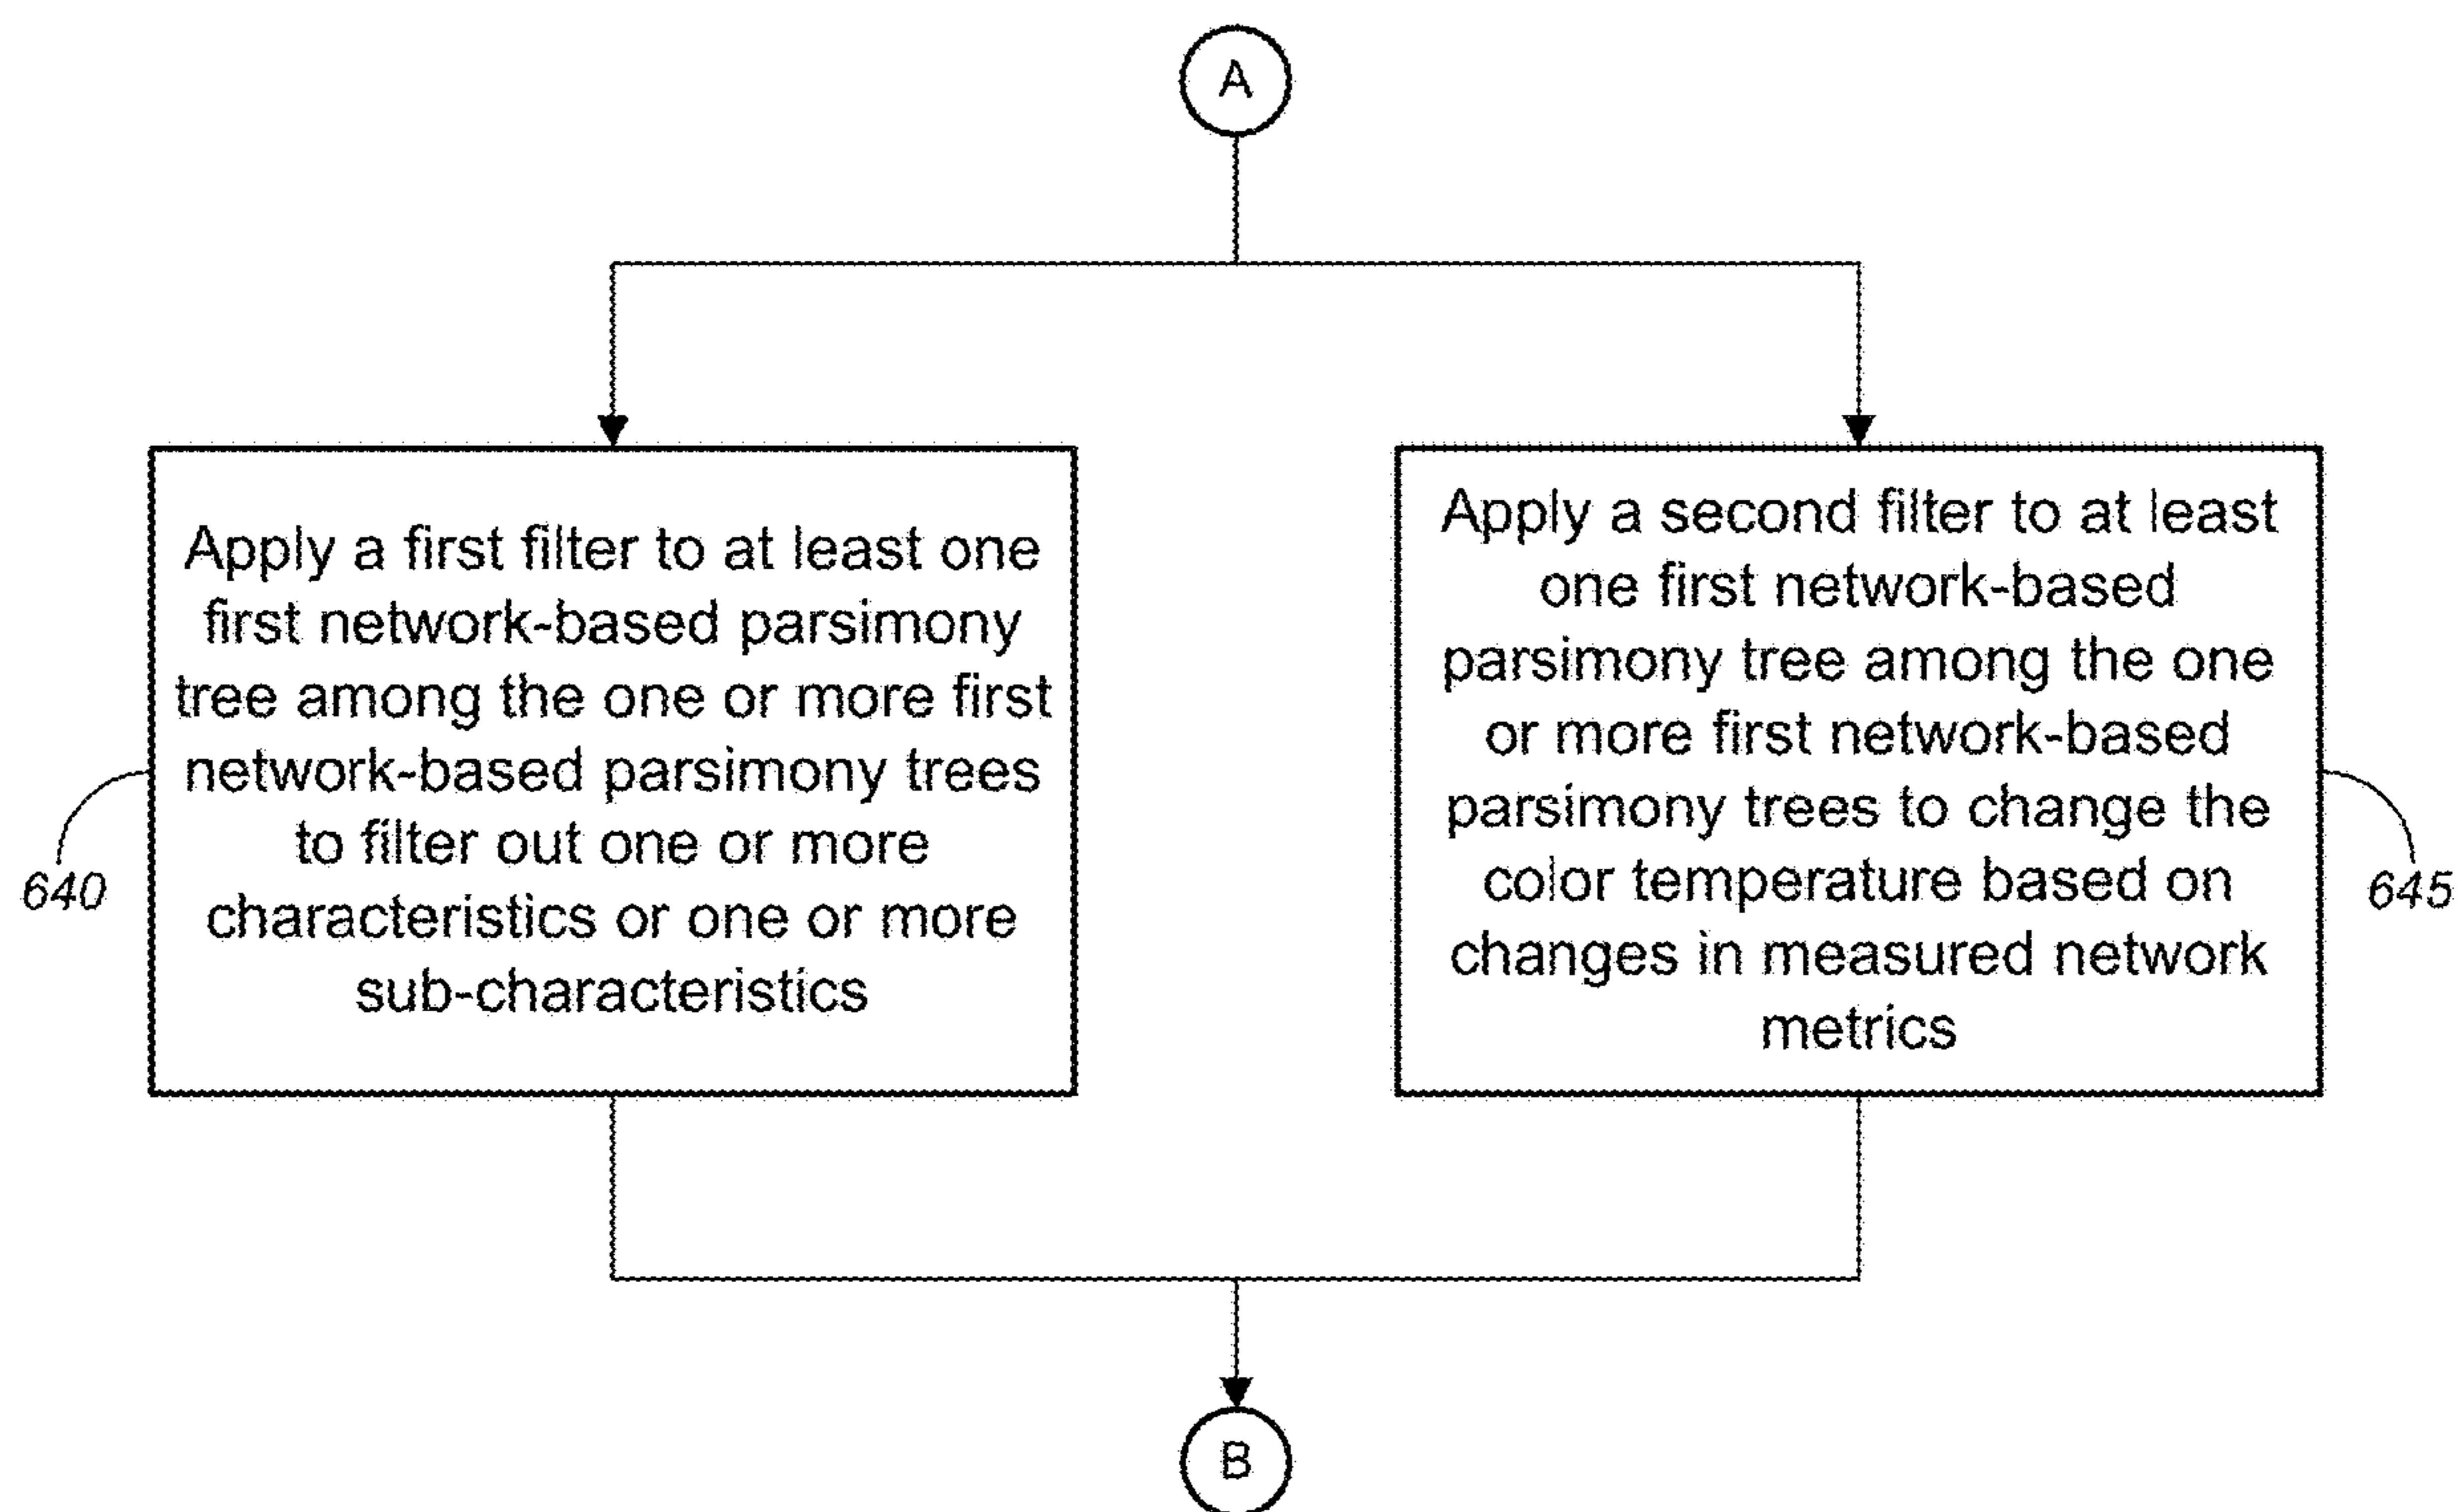 A
Apply a first filter to at least one
first network-based parsimony
tree among the one or more first
network-based parsimony trees
to filter out one or more
characteristics or one or more
sub-characteristics
640
Apply a second filter to at least
one first network-based
parsimony tree among the one
or more first network-based
parsimony trees to change the
color temperature based on
changes in measured network
metrics
645
B